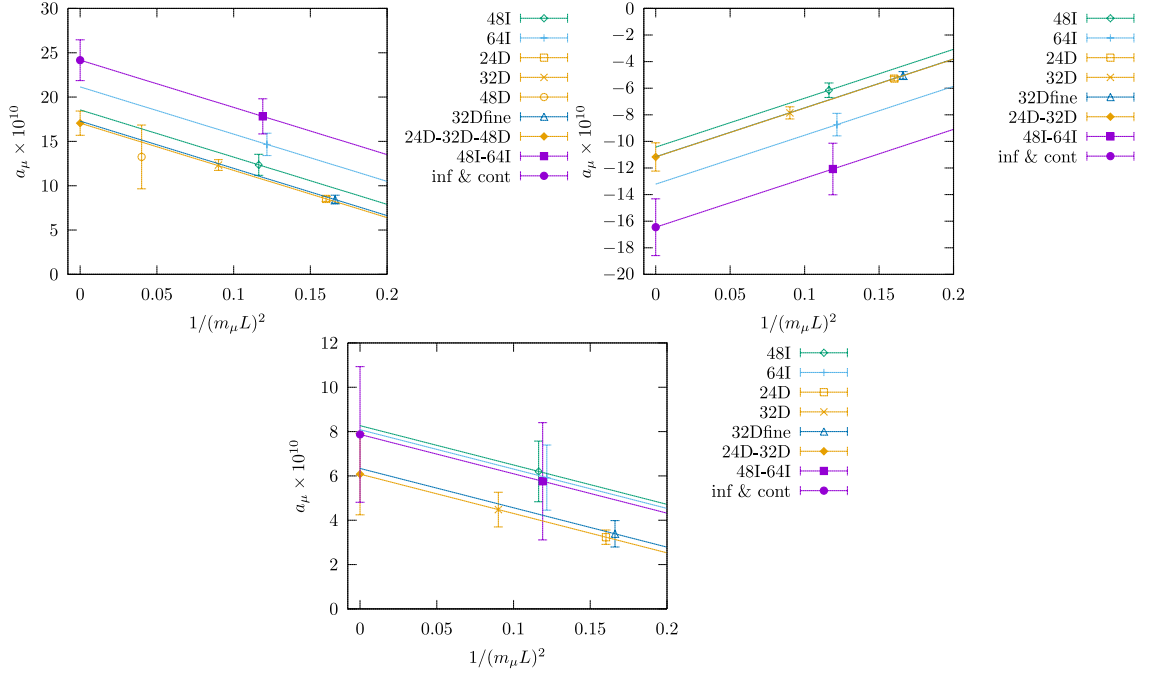 30
25
20
15
10
5
0
0
0.05
0.1
0.15
0.2
a_μ × 10^10
1/(m_μ L)^2
48I
64I
24D
32D
48D
32Dfine
24D-32D-48D
48I-64I
inf & cont
0
−2
−4
−6
−8
−10
−12
−14
−16
−18
−20
0
0.05
0.1
0.15
0.2
a_μ × 10^10
1/(m_μ L)^2
48I
64I
24D
32D
32Dfine
24D-32D
48I-64I
inf & cont
12
10
8
6
4
2
0
0
0.05
0.1
0.15
0.2
a_μ × 10^10
1/(m_μ L)^2
48I
64I
24D
32D
32Dfine
24D-32D
48I-64I
inf & cont